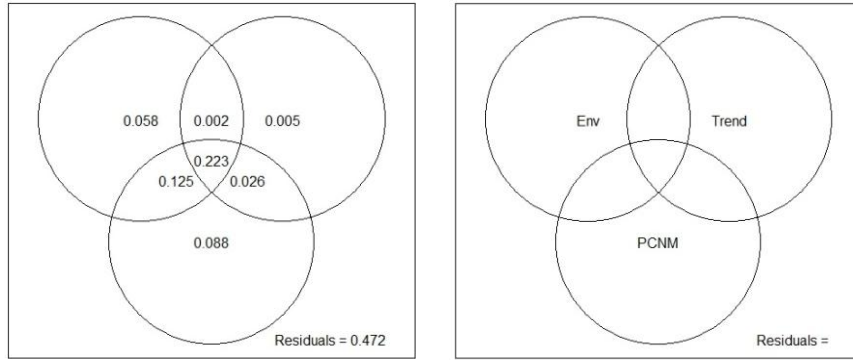 0.058 0.002 0.005
0.223
0.125 0.026
0.088
Residuals = 0.472
Env Trend
PCNM
Residuals =